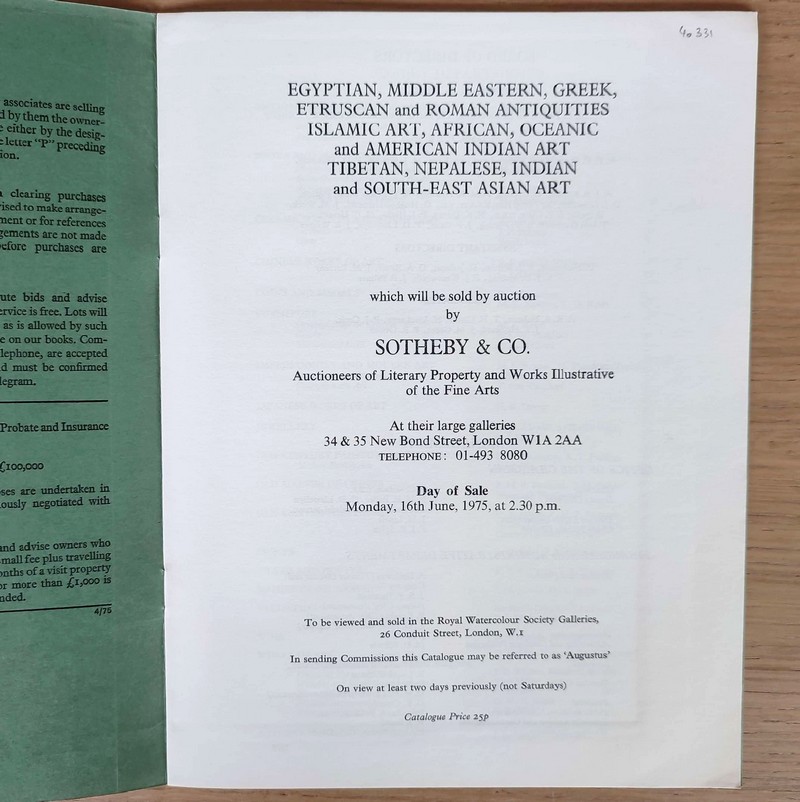 associates are selling
d by them the owner-
either by the desig-
letter "P" preceding
ion.
clearing purchases
ised to make arrange-
ment or for references
gements are not made
before purchases are
ute bids and advise
ervice is free. Lots will
as is allowed by such
e on our books. Com-
lephone, are accepted
d must be confirmed
legram.
Probate and Insurance
£100,000
ses are undertaken in
ously negotiated with
and advise owners who
small fee plus travelling
onths of a visit property
or more than £1,000 is
nded.
4/75
40331
EGYPTIAN, MIDDLE EASTERN, GREEK,
ETRUSCAN and ROMAN ANTIQUITIES
ISLAMIC ART, AFRICAN, OCEANIC
and AMERICAN INDIAN ART
TIBETAN, NEPALESE, INDIAN
and SOUTH-EAST ASIAN ART
which will be sold by auction
by
SOTHEBY & CO.
Auctioneers of Literary Property and Works Illustrative
of the Fine Arts
At their large galleries
34 & 35 New Bond Street, London W1A 2AA
TELEPHONE: 01-493 8080
Day of Sale
Monday, 16th June, 1975, at 2.30 p.m.
To be viewed and sold in the Royal Watercolour Society Galleries,
26 Conduit Street, London, W.1
In sending Commissions this Catalogue may be referred to as 'Augustus'
On view at least two days previously (not Saturdays)
Catalogue Price 25p